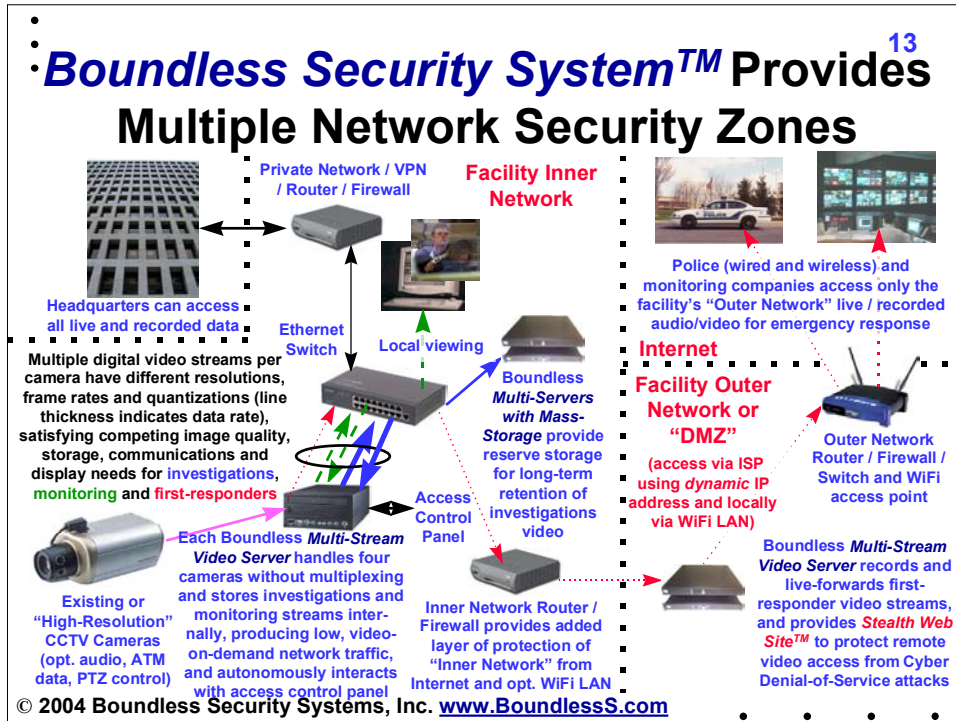 13
Boundless Security System™ Provides
Multiple Network Security Zones
Private Network / VPN
/ Router / Firewall
Facility Inner
Network
Headquarters can access
all live and recorded data
Ethernet
Switch
Local viewing
Police (wired and wireless) and
monitoring companies access only the
facility's “Outer Network” live / recorded
audio/video for emergency response
Internet
Multiple digital video streams per
camera have different resolutions,
frame rates and quantizations (line
thickness indicates data rate),
satisfying competing image quality,
storage, communications and
display needs for investigations,
monitoring and first-responders
Boundless
Multi-Servers
with Mass-
Storage provide
reserve storage
for long-term
retention of
investigations
video
Facility Outer
Network or
“DMZ”
(access via ISP
using dynamic IP
address and locally
via WiFi LAN)
Outer Network
Router / Firewall /
Switch and WiFi
access point
Access
Control
Panel
Existing or
“High-Resolution”
CCTV Cameras
(opt. audio, ATM
data, PTZ control)
Each Boundless Multi-Stream
Video Server handles four
cameras without multiplexing
and stores investigations and
monitoring streams inter-
nally, producing low, video-
on-demand network traffic,
and autonomously interacts
with access control panel
Inner Network Router /
Firewall provides added
layer of protection of
“Inner Network” from
Internet and opt. WiFi LAN
Boundless Multi-Stream
Video Server records and
live-forwards first-
responder video streams,
and provides Stealth Web
Site™ to protect remote
video access from Cyber
Denial-of-Service attacks
© 2004 Boundless Security Systems, Inc. www.BoundlessS.com